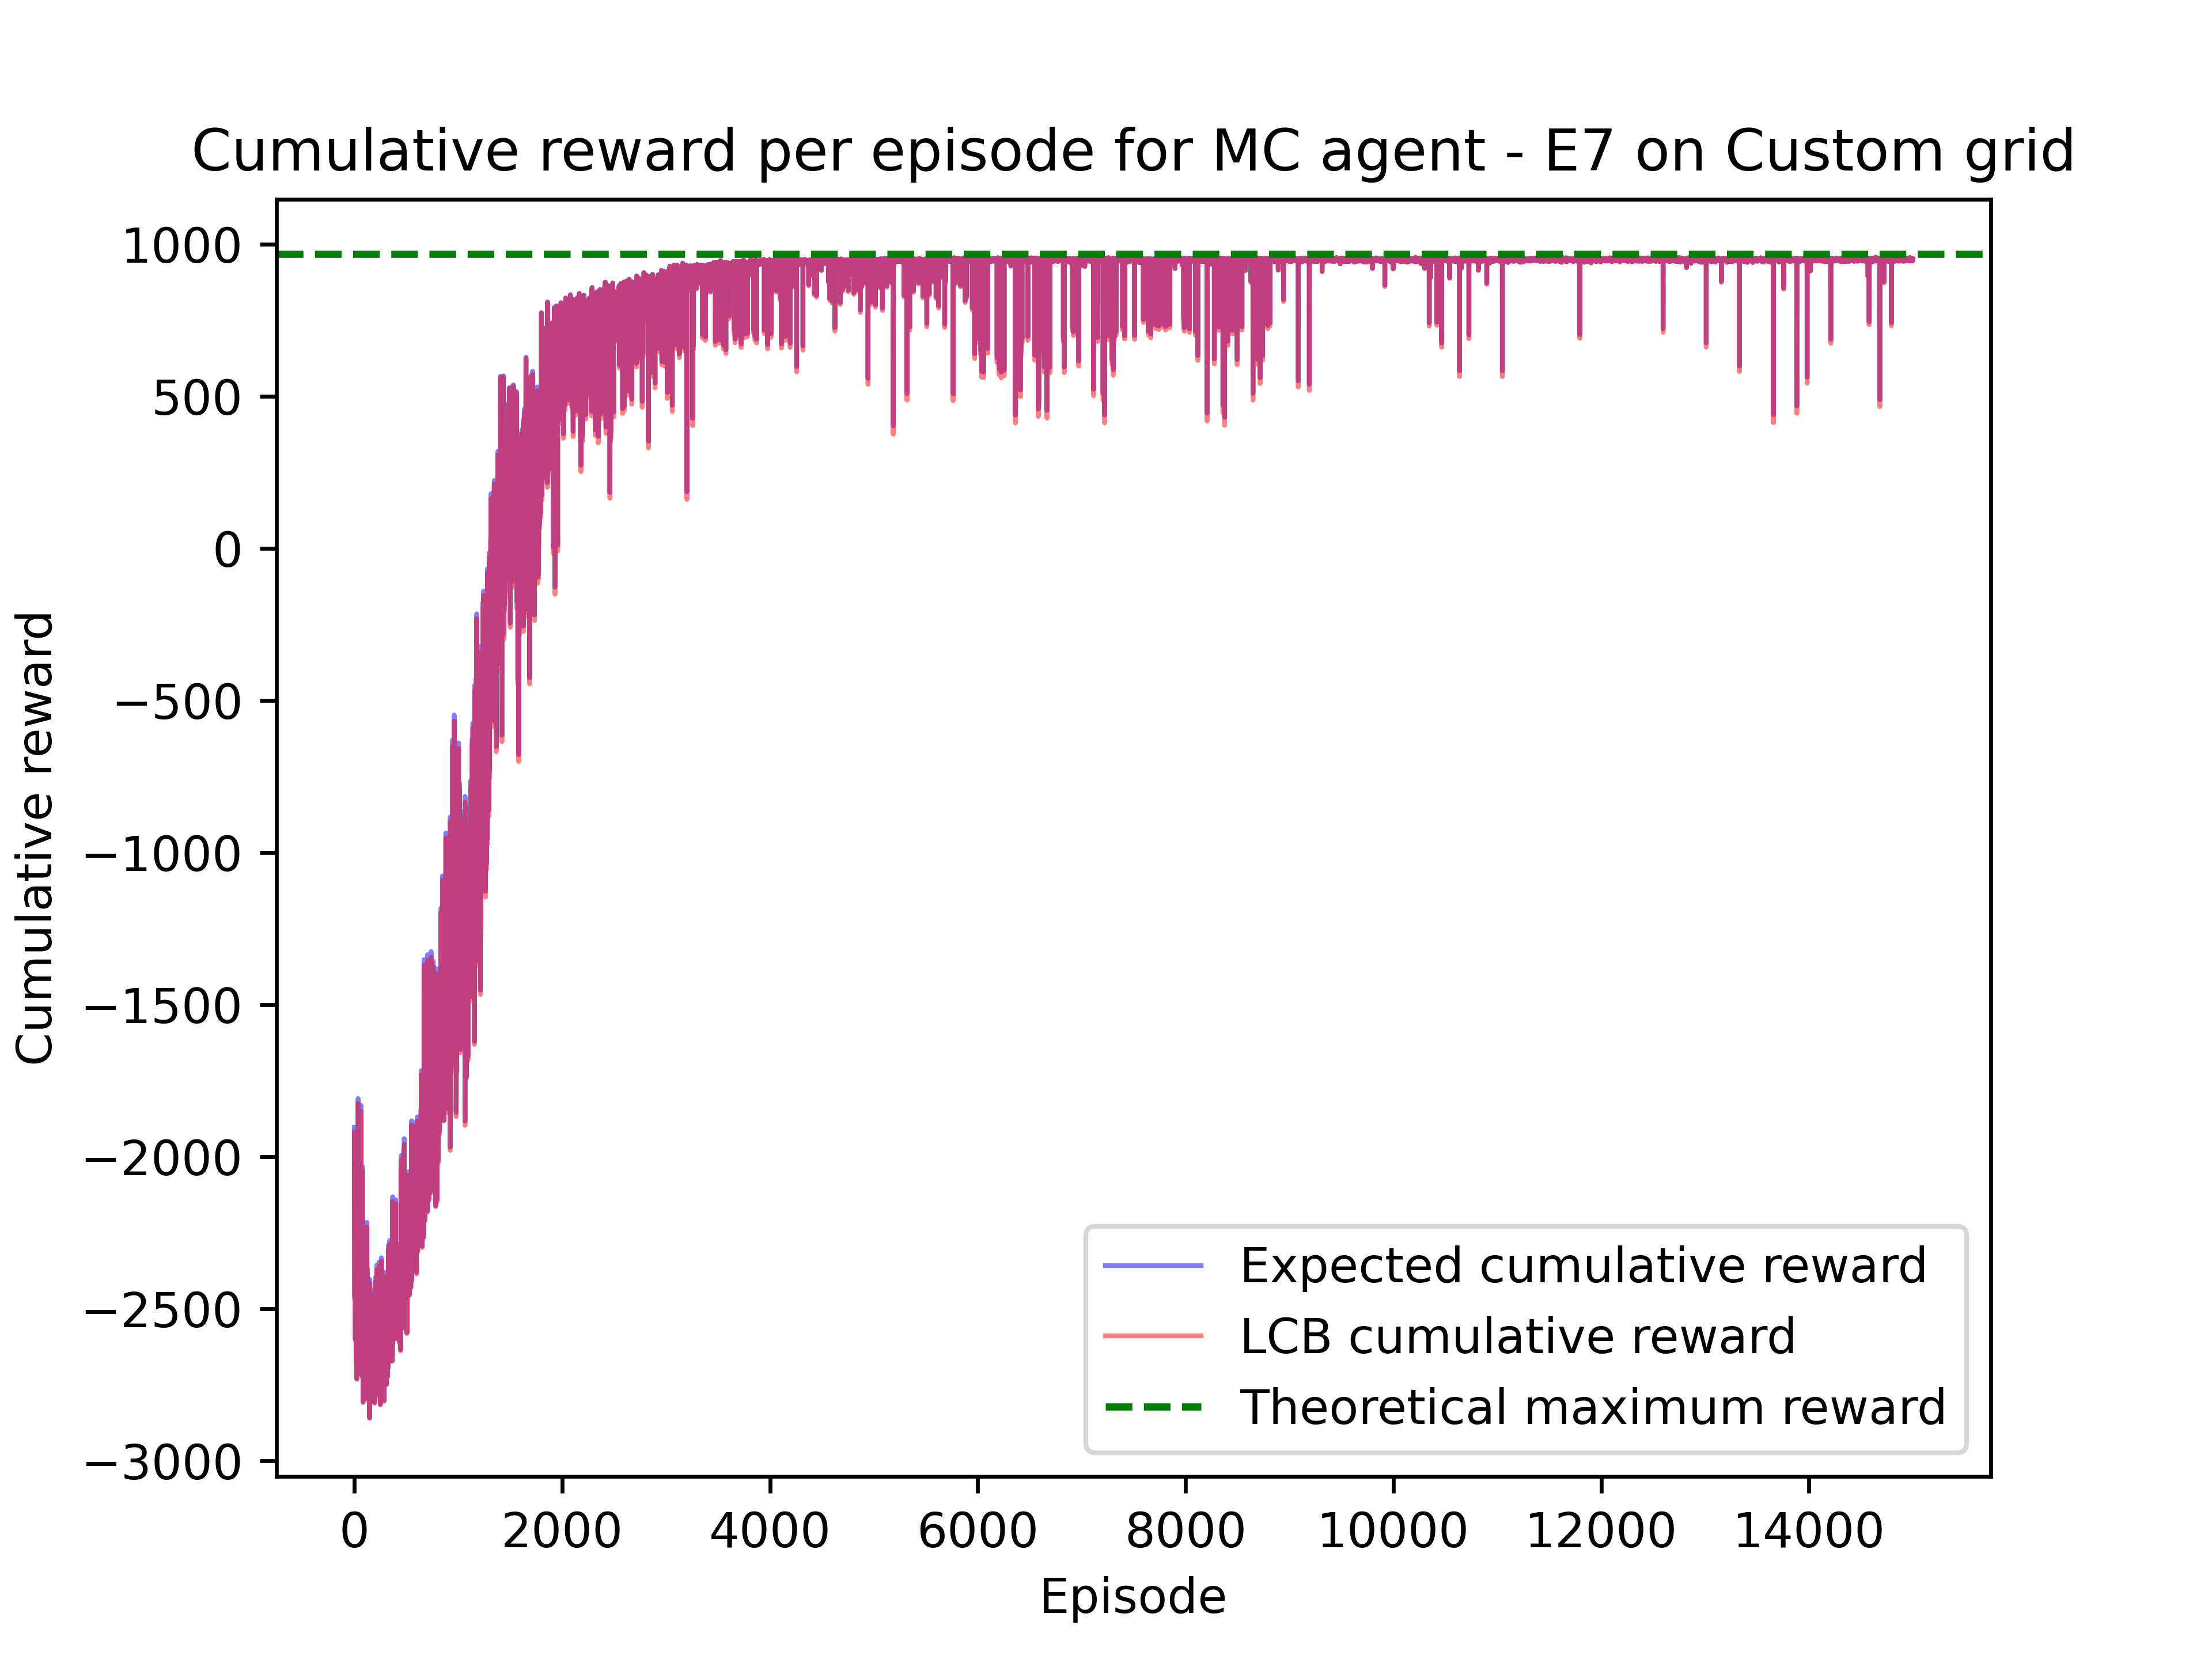 Cumulative reward per episode for MC agent - E7 on Custom grid
1000
500
0
−500
−1000
−1500
−2000
−2500
−3000
Cumulative reward
Expected cumulative reward
LCB cumulative reward
Theoretical maximum reward
0 2000 4000 6000 8000 10000 12000 14000
Episode